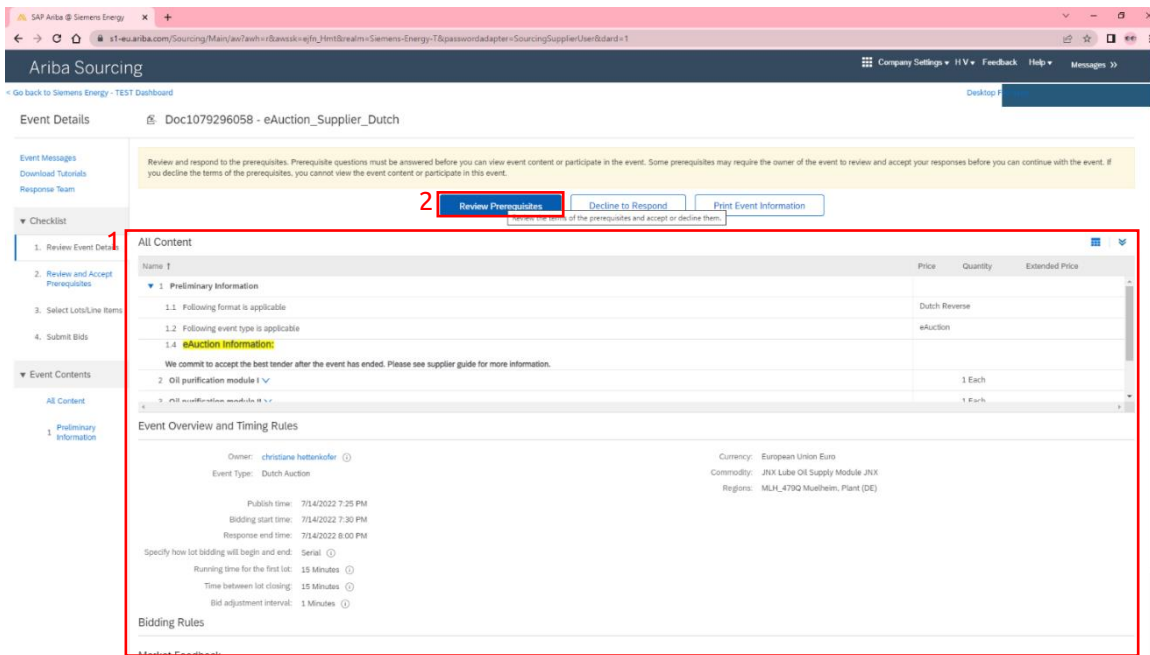 SAP Ariba @ Siemens Energy
s1-eu.ariba.com/Sourcing/Main/aw?awh=r&awssk=ejfn_Hmt&realm=Siemens-Energy-T&passwordadapter=SourcingSupplierUser&dard=1
Ariba Sourcing
Company Settings H V Feedback Help Messages >>
< Go back to Siemens Energy - TEST Dashboard
Desktop F
Event Details
Doc1079296058 - eAuction_Supplier_Dutch
Event Messages
Download Tutorials
Response Team
Review and respond to the prerequisites. Prerequisite questions must be answered before you can view event content or participate in the event. Some prerequisites may require the owner of the event to review and accept your responses before you can continue with the event. If
you decline the terms of the prerequisites, you cannot view the event content or participate in this event.
2 Review Prerequisites Decline to Respond Print Event Information
Review the terms of the prerequisites and accept or decline them.
▼ Checklist
1. Review Event Details
2. Review and Accept
Prerequisites
3. Select Lots/Line Items
4. Submit Bids
▼ Event Contents
All Content
1 Preliminary
Information
1
All Content
Name ↑ Price Quantity Extended Price
▼ 1 Preliminary Information
1.1 Following format is applicable Dutch Reverse
1.2 Following event type is applicable eAuction
1.4 eAuction Information:
We commit to accept the best tender after the event has ended. Please see supplier guide for more information.
2 Oil purification module I 1 Each
3 Oil purification module II 1 Each
Event Overview and Timing Rules
Owner: christiane hettenkofer
Event Type: Dutch Auction
Currency: European Union Euro
Commodity: JNX Lube Oil Supply Module JNX
Regions: MLH_479Q Muelheim, Plant (DE)
Publish time: 7/14/2022 7:25 PM
Bidding start time: 7/14/2022 7:30 PM
Response end time: 7/14/2022 8:00 PM
Specify how lot bidding will begin and end: Serial
Running time for the first lot: 15 Minutes
Time between lot closing: 15 Minutes
Bid adjustment interval: 1 Minutes
Bidding Rules
Market Feedback